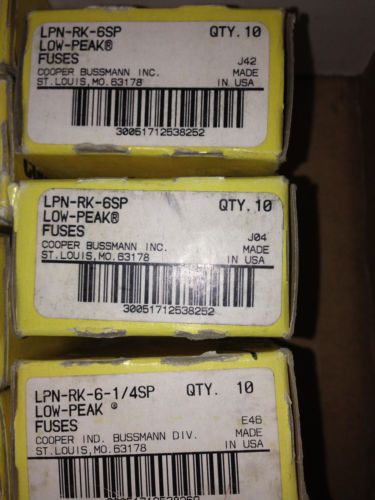 LPN-RK-6SP QTY. 10
LOW-PEAK®
FUSES J42
COOPER BUSSMANN INC. MADE
ST. LOUIS, MO. 63178 IN USA
30051712538252
LPN-RK-6SP QTY. 10
LOW-PEAK®
FUSES J04
COOPER BUSSMANN INC. MADE
ST. LOUIS, MO. 63178 IN USA
30051712538252
LPN-RK-6-1/4SP QTY. 10
LOW-PEAK ®
FUSES E46
COOPER IND. BUSSMANN DIV. MADE
ST. LOUIS, MO. 63178 IN USA